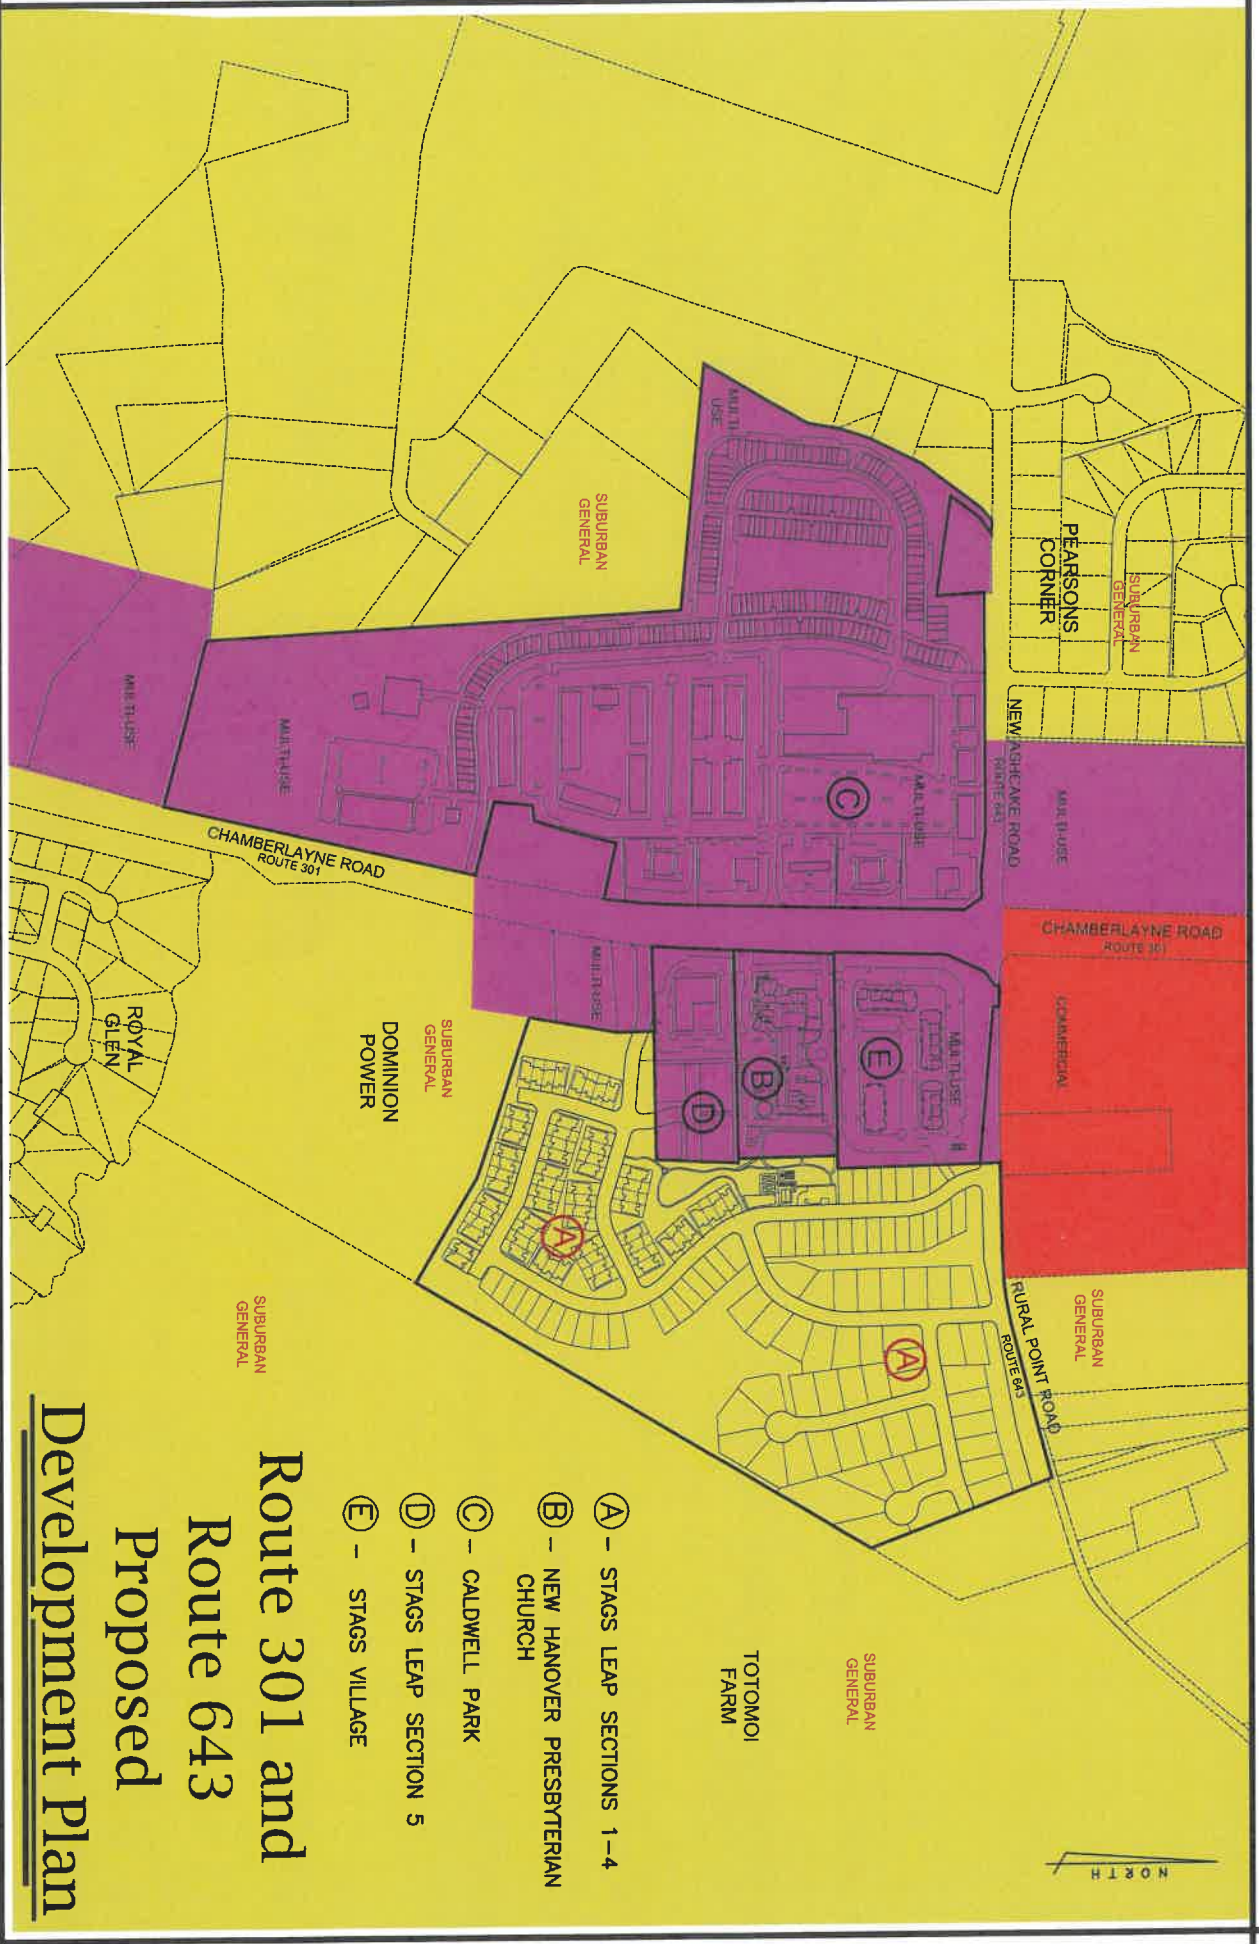 PEARSONS
CORNER
SUBURBAN
GENERAL
NEW ASHCAKE ROAD
ROUTE 643
MULTI-USE
CHAMBERLAYNE ROAD
ROUTE 301
COMMERCIAL
SUBURBAN
GENERAL
RURAL POINT ROAD
ROUTE 643
NORTH
MULTI-
USE
MULTI-USE
C
MULTI-USE
E
B
D
A
A
SUBURBAN
GENERAL
MULTI-USE
SUBURBAN
GENERAL
TOTOMOI
FARM
SUBURBAN
GENERAL
DOMINION
POWER
MULTI-USE
MULTI-USE
CHAMBERLAYNE ROAD
ROUTE 301
ROYAL
GLEN
SUBURBAN
GENERAL
A - STAGS LEAP SECTIONS 1-4
B - NEW HANOVER PRESBYTERIAN
CHURCH
C - CALDWELL PARK
D - STAGS LEAP SECTION 5
E - STAGS VILLAGE
Route 301 and
Route 643
Proposed
Development Plan